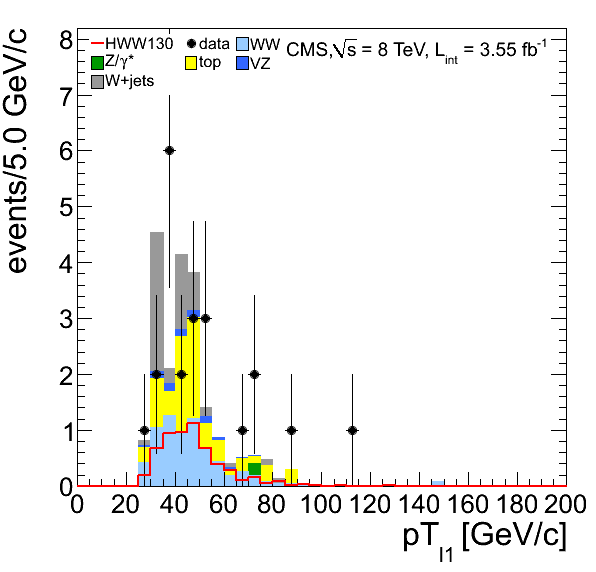 HWW130 data WW
Z/γ* top VZ
W+jets
CMS,√s = 8 TeV, L_int = 3.55 fb⁻¹
events/5.0 GeV/c
8
7
6
5
4
3
2
1
0
0 20 40 60 80 100 120 140 160 180 200
pT_l1 [GeV/c]